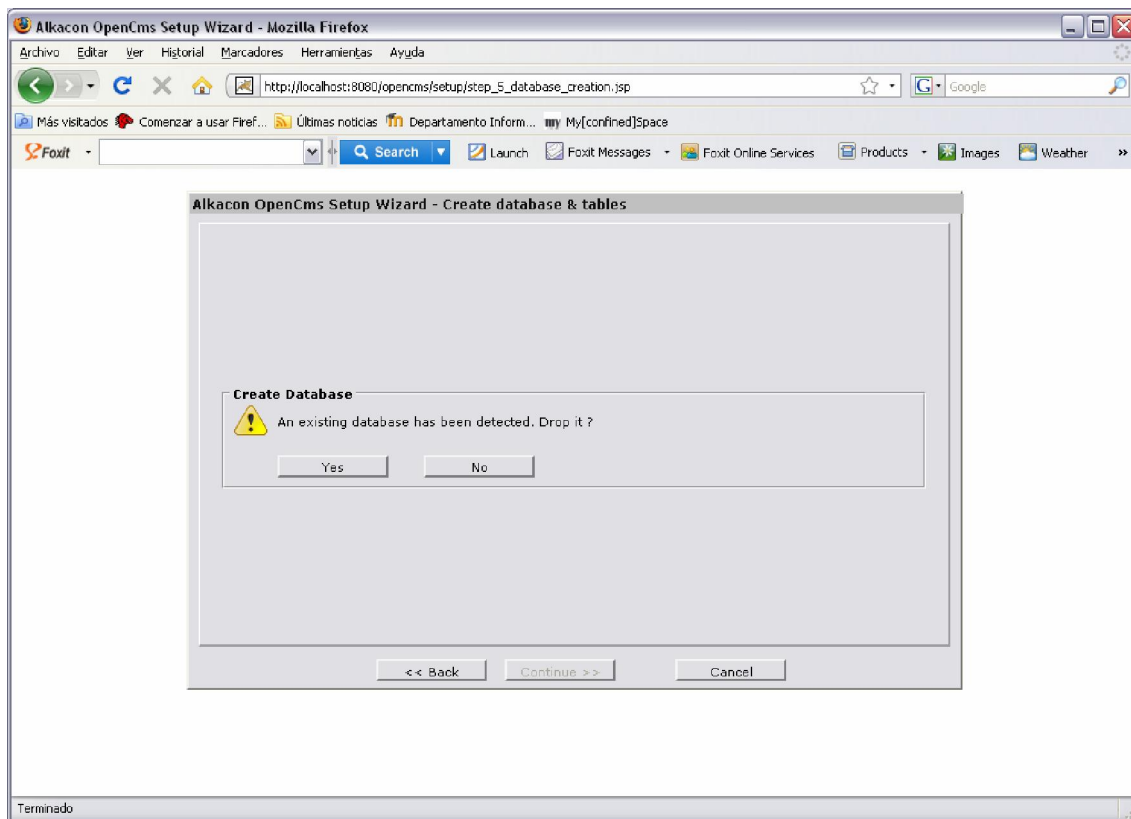 Alkacon OpenCms Setup Wizard - Mozilla Firefox
Archivo Editar Ver Historial Marcadores Herramientas Ayuda
http://localhost:8080/opencms/setup/step_5_database_creation.jsp
G Google
Más visitados Comenzar a usar Firef... Últimas noticias Departamento Inform... my My[confined]Space
Foxit Search Launch Foxit Messages Foxit Online Services Products Images Weather »
Alkacon OpenCms Setup Wizard - Create database & tables
Create Database
An existing database has been detected. Drop it ?
Yes No
<< Back Continue >> Cancel
Terminado